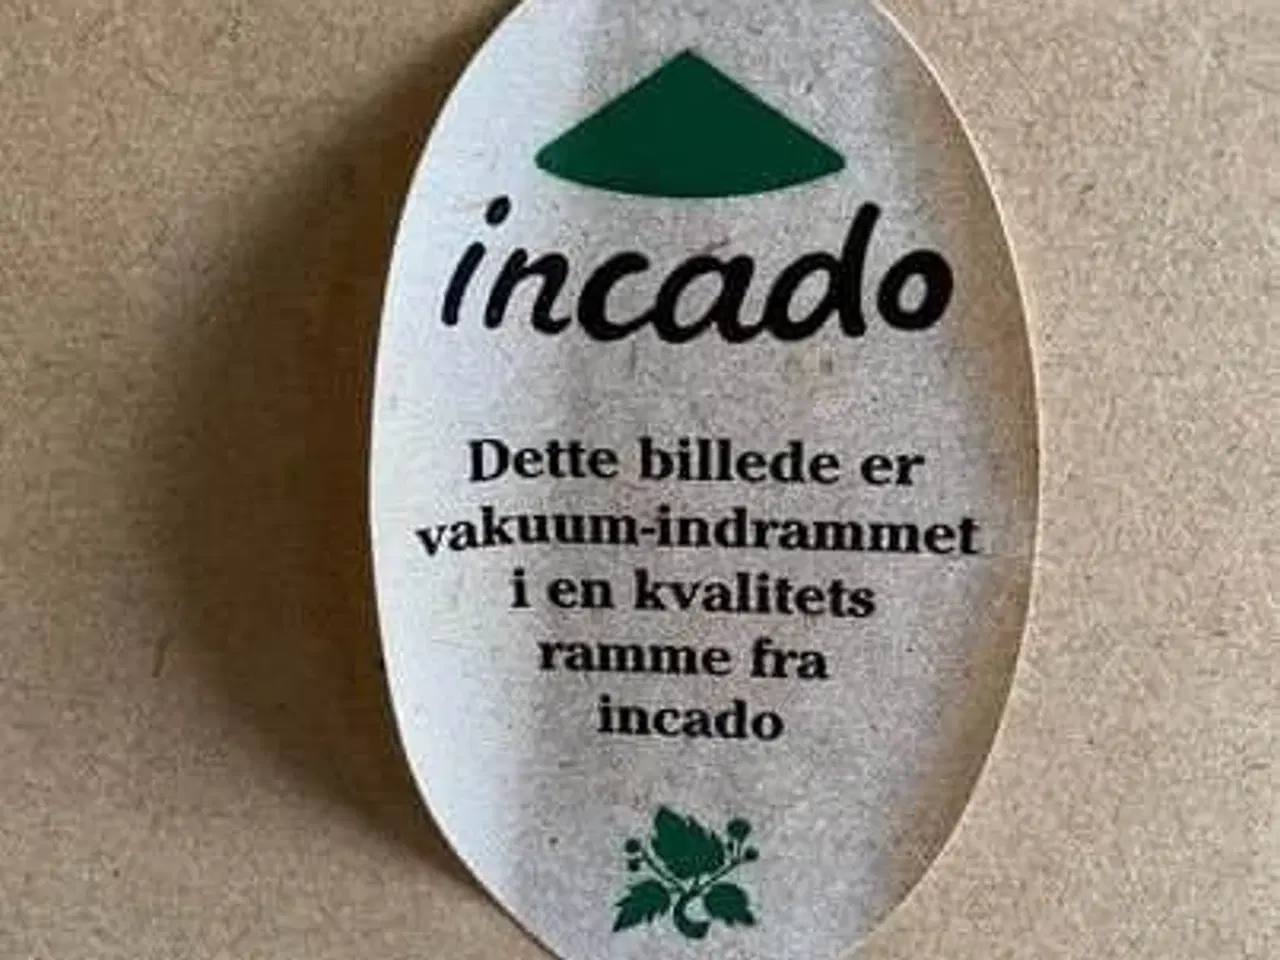 incado
Dette billede er
vakuum-indrammet
i en kvalitets
ramme fra
incado